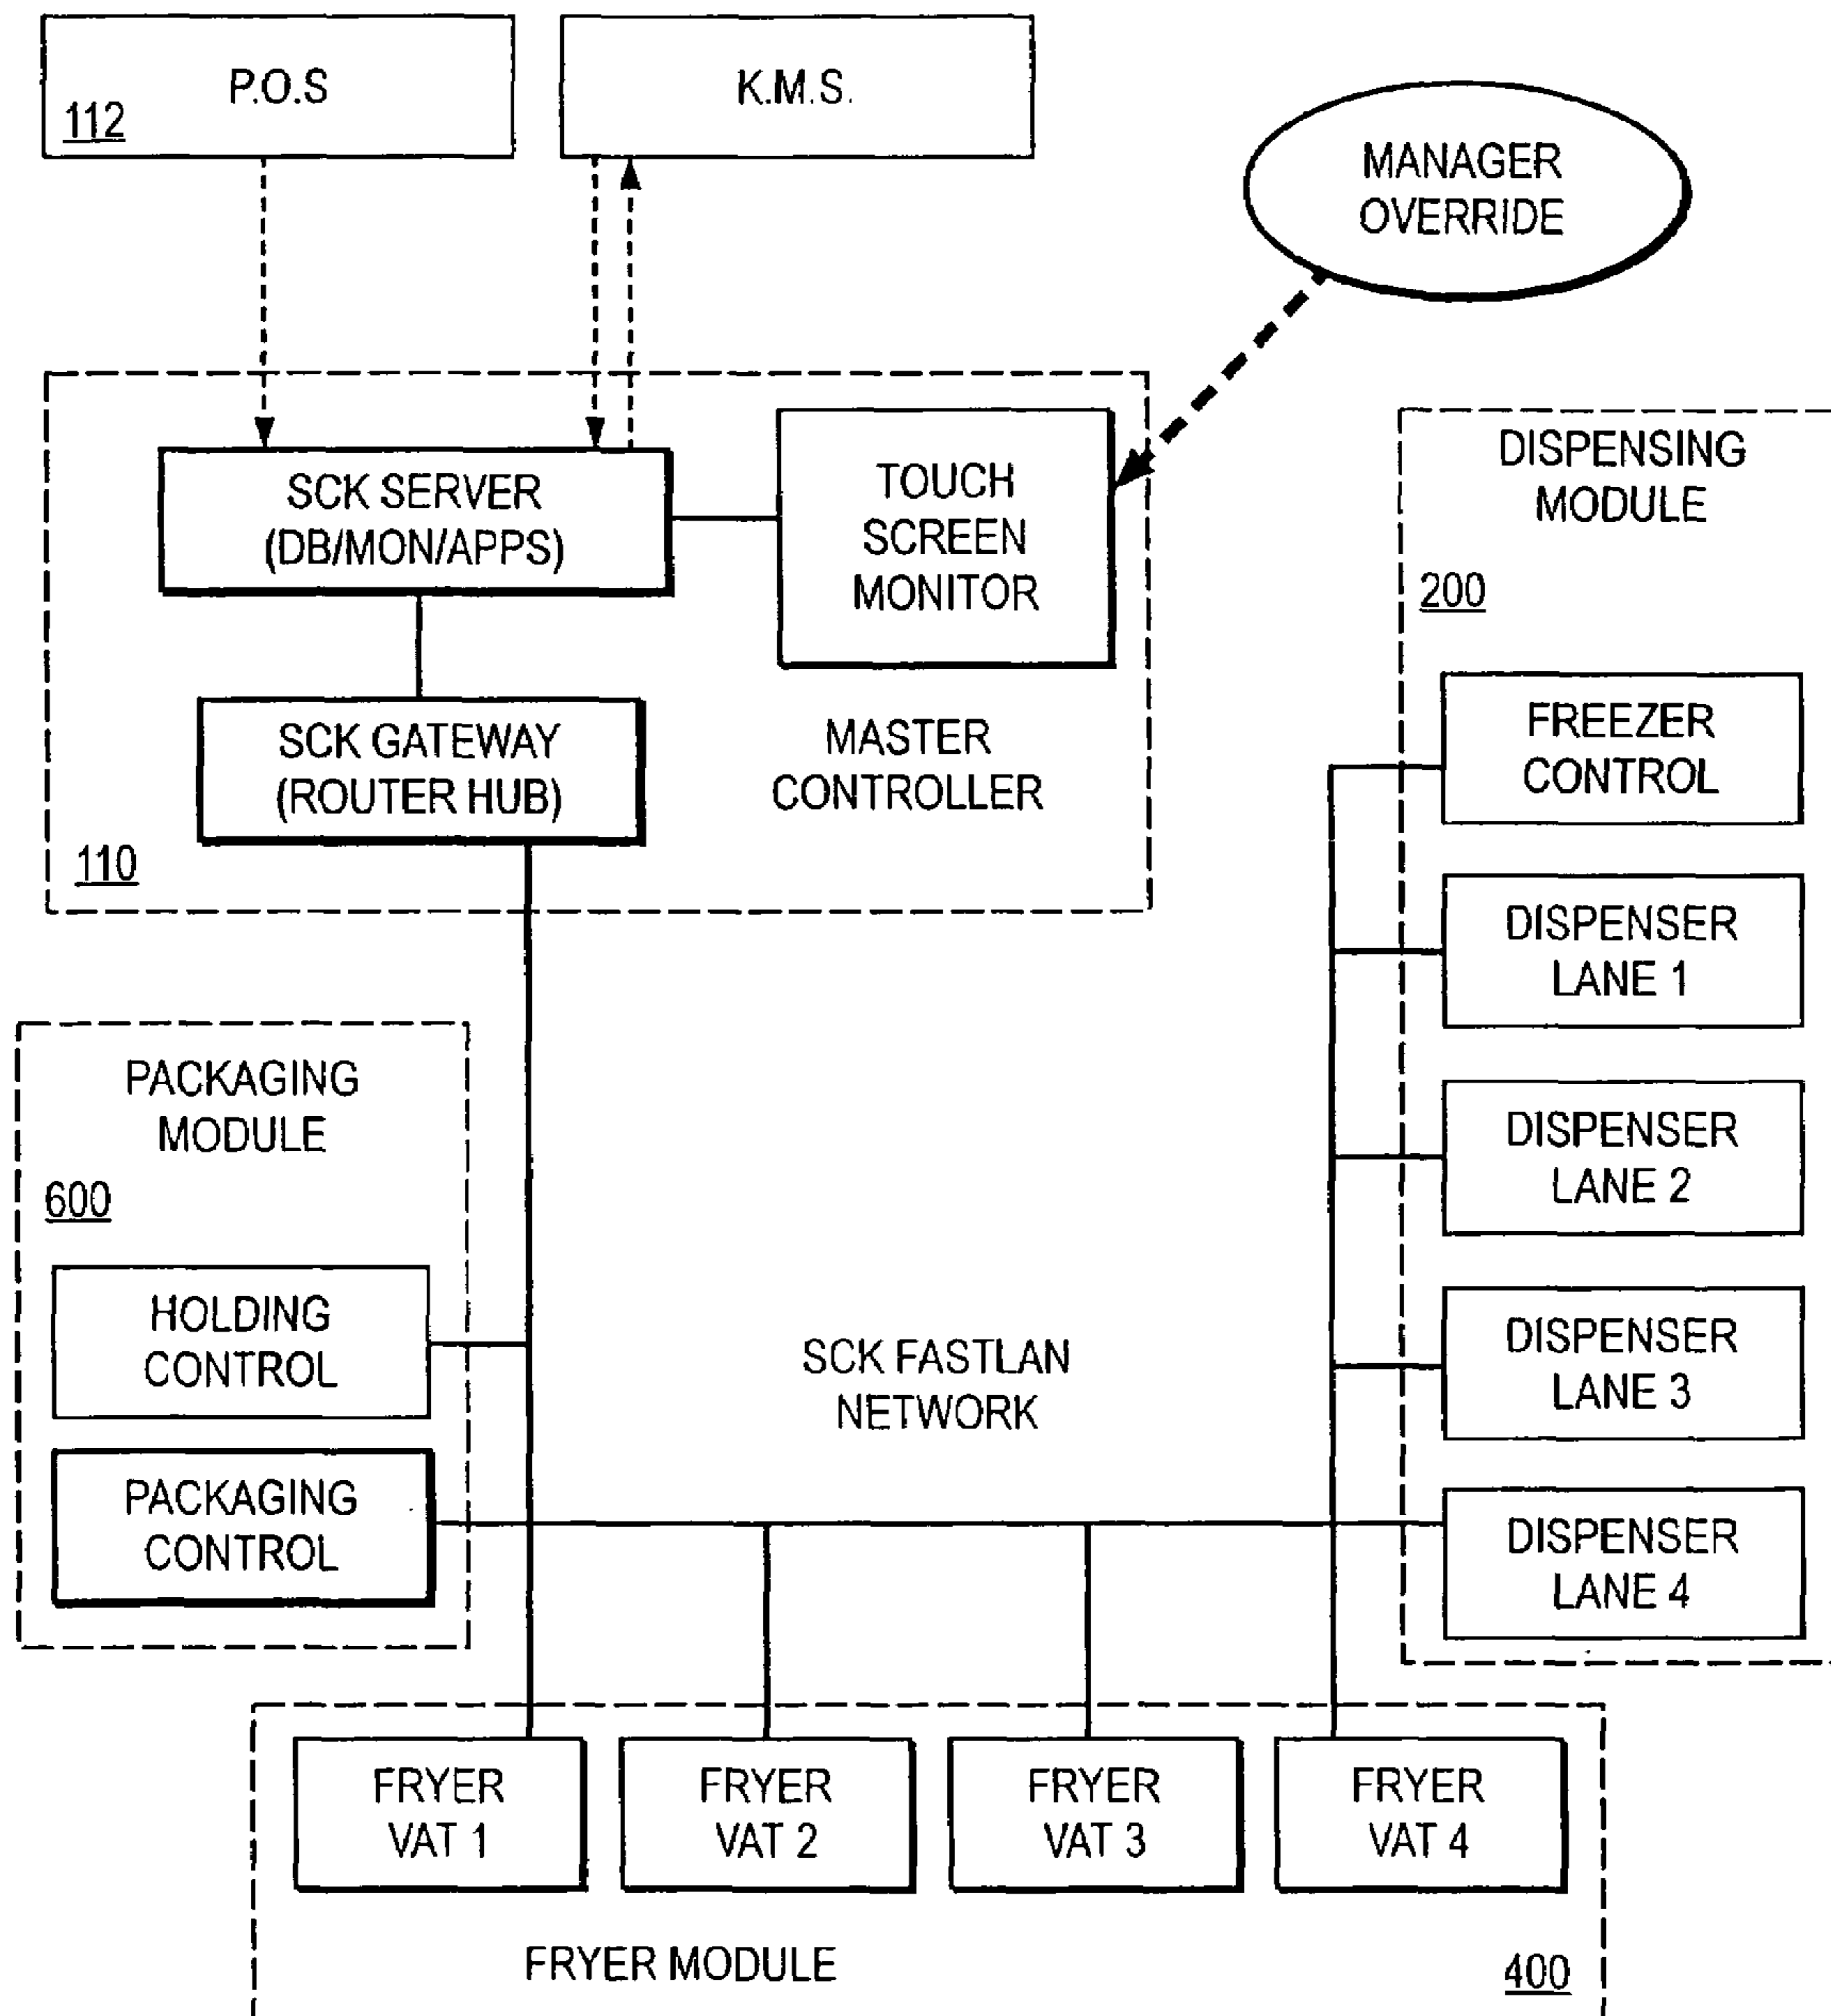 P.O.S
112
K.M.S.
MANAGER
OVERRIDE
SCK SERVER
(DB/MON/APPS)
TOUCH
SCREEN
MONITOR
SCK GATEWAY
(ROUTER HUB)
MASTER
CONTROLLER
110
DISPENSING
MODULE
200
FREEZER
CONTROL
DISPENSER
LANE 1
DISPENSER
LANE 2
DISPENSER
LANE 3
DISPENSER
LANE 4
PACKAGING
MODULE
600
HOLDING
CONTROL
PACKAGING
CONTROL
SCK FASTLAN
NETWORK
FRYER
VAT 1
FRYER
VAT 2
FRYER
VAT 3
FRYER
VAT 4
FRYER MODULE
400